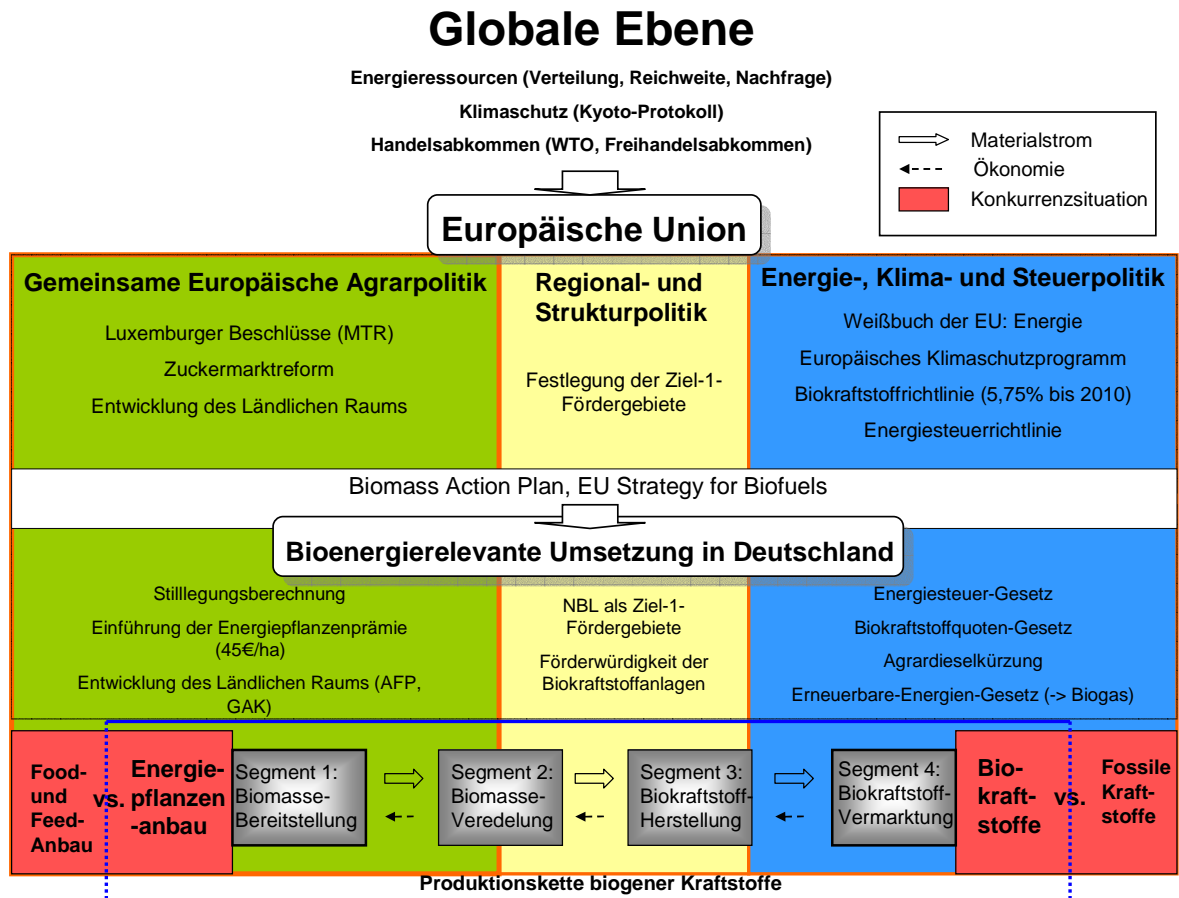 Globale Ebene
Energieressourcen (Verteilung, Reichweite, Nachfrage)
Klimaschutz (Kyoto-Protokoll)
Handelsabkommen (WTO, Freihandelsabkommen)
Materialstrom
Ökonomie
Konkurrenzsituation
Europäische Union
Gemeinsame Europäische Agrarpolitik
Luxemburger Beschlüsse (MTR)
Zuckermarktreform
Entwicklung des Ländlichen Raums
Regional- und
Strukturpolitik
Festlegung der Ziel-1-
Fördergebiete
Energie-, Klima- und Steuerpolitik
Weißbuch der EU: Energie
Europäisches Klimaschutzprogramm
Biokraftstoffrichtlinie (5,75% bis 2010)
Energiesteuerrichtlinie
Biomass Action Plan, EU Strategy for Biofuels
Bioenergierelevante Umsetzung in Deutschland
Stilllegungsberechnung
Einführung der Energiepflanzenprämie
(45€/ha)
Entwicklung des Ländlichen Raums (AFP,
GAK)
NBL als Ziel-1-
Fördergebiete
Förderwürdigkeit der
Biokraftstoffanlagen
Energiesteuer-Gesetz
Biokraftstoffquoten-Gesetz
Agrardieselkürzung
Erneuerbare-Energien-Gesetz (-> Biogas)
Food-
und
Feed-
Anbau
vs.
Energie-
pflanzen
-anbau
Segment 1:
Biomasse-
Bereitstellung
Segment 2:
Biomasse-
Veredelung
Segment 3:
Biokraftstoff-
Herstellung
Segment 4:
Biokraftstoff-
Vermarktung
Bio-
kraft-
stoffe
vs.
Fossile
Kraft-
stoffe
Produktionskette biogener Kraftstoffe